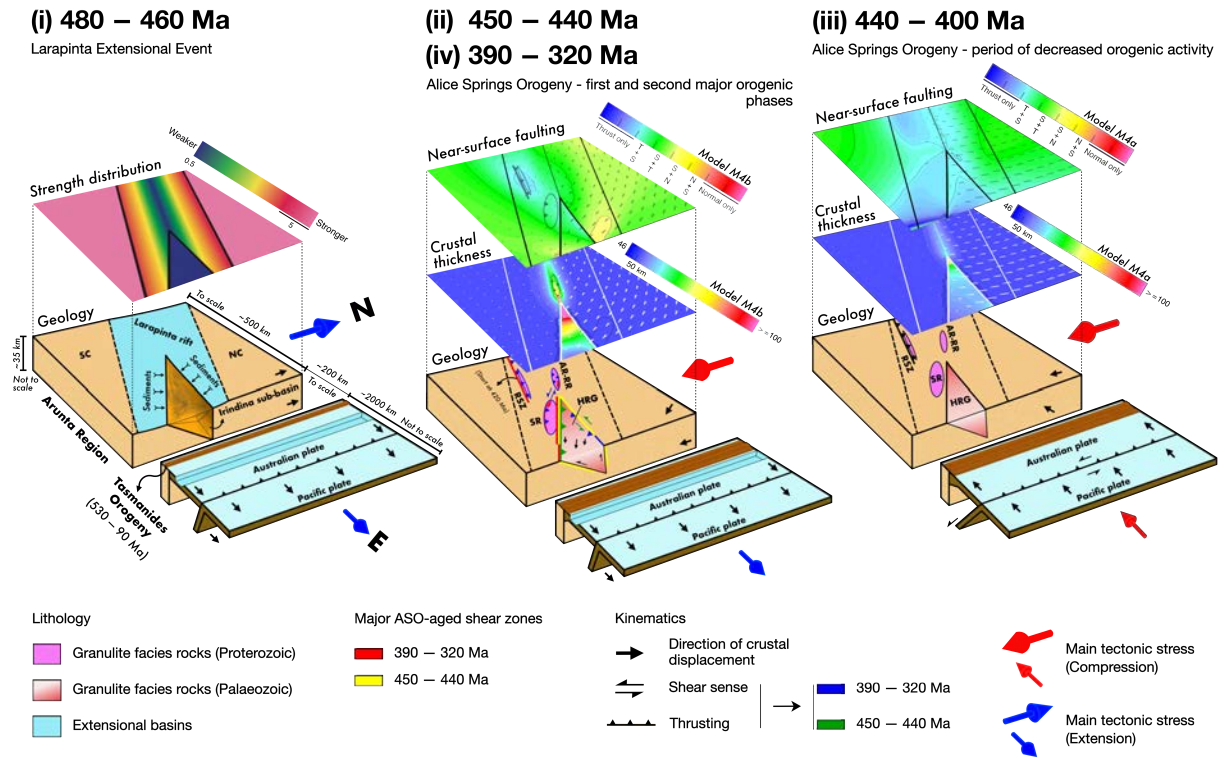 (i) 480 – 460 Ma
Larapinta Extensional Event
(ii) 450 – 440 Ma
(iv) 390 – 320 Ma
Alice Springs Orogeny - first and second major orogenic
phases
(iii) 440 – 400 Ma
Alice Springs Orogeny - period of decreased orogenic activity
Strength distribution
Weaker
0.5
5
Stronger
Geology
Larapinta rift
SC
NC
Sediments
Sediments
Irindina sub-basin
~35 km
Not to
scale
To scale
~500 km
To scale
~200 km
~2000 km
Not to scale
N
E
Arunta Region
Tasmanides
Orogeny
(530– 90 Ma)
Australian plate
Pacific plate
Near-surface faulting
Thrust only
T
+
S
S
+
T
S
S
+
N
N
+
S
Normal only
Model M4b
Crustal
thickness
46
50 km
Model M4b
>=100
Geology
RSZ
AR-RR
SR
HRG
Australian plate
Pacific plate
Near-surface faulting
Thrust only
T
+
S
S
+
T
S
S
+
N
N
+
S
Normal only
Model M4a
Crustal
thickness
46
50 km
Model M4a
>=100
Geology
RSZ
AR-RR
SR
HRG
Australian plate
Pacific plate
Lithology
Granulite facies rocks (Proterozoic)
Granulite facies rocks (Palaeozoic)
Extensional basins
Major ASO-aged shear zones
390 – 320 Ma
450 – 440 Ma
Kinematics
Direction of crustal
displacement
Shear sense
Thrusting
390 – 320 Ma
450 – 440 Ma
Main tectonic stress
(Compression)
Main tectonic stress
(Extension)